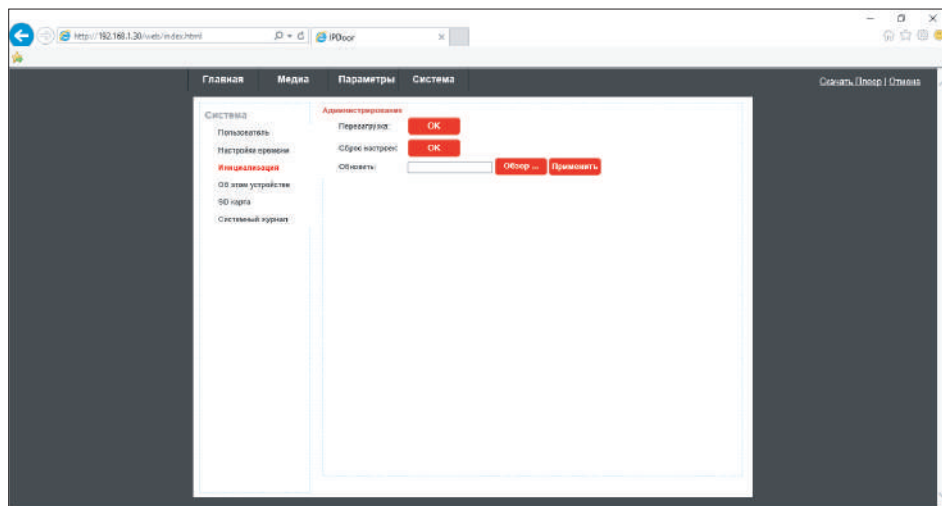 http://192.168.1.30/web/index.html
IPDoor
Главная Медиа Параметры Система
Скачать Плеер | Отмена
Система
Пользователь
Настройки времени
Инициализация
Об этом устройстве
SD карта
Системный журнал
Администрирование
Перезагрузка: OK
Сброс настроек: OK
Обновить: Обзор ... Применить